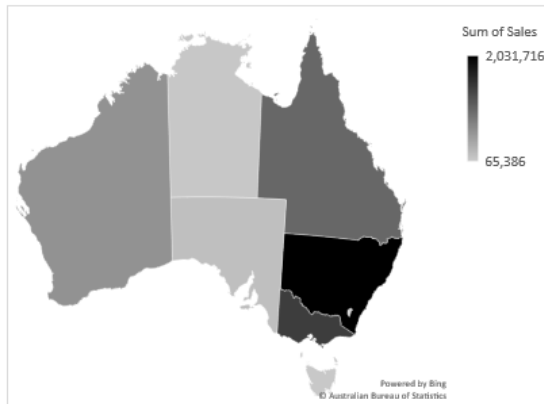 Sum of Sales
2,031,716
65,386
Powered by Bing
© Australian Bureau of Statistics